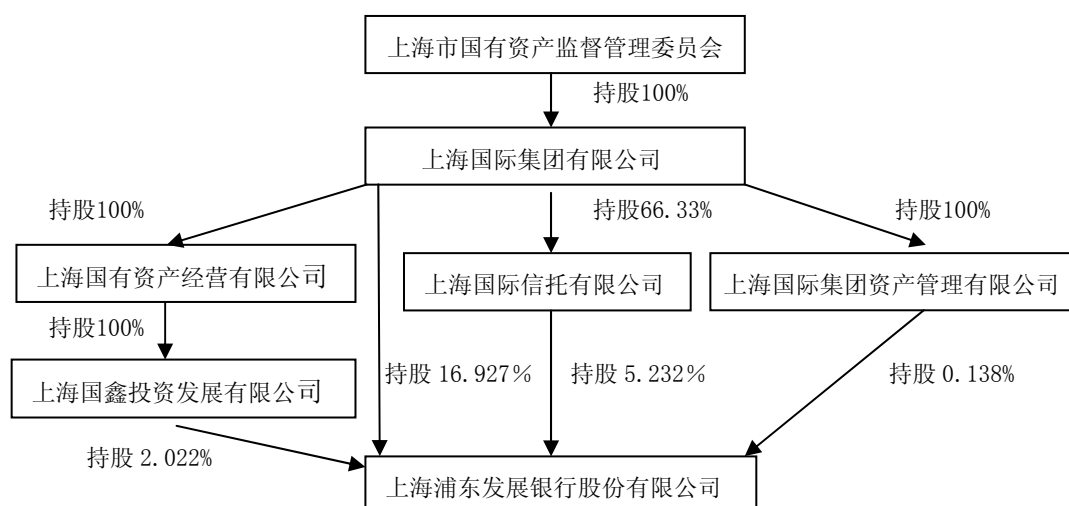 上海市国有资产监督管理委员会
持股100%
上海国际集团有限公司
持股100%
持股66.33%
持股100%
上海国有资产经营有限公司
上海国际信托有限公司
上海国际集团资产管理有限公司
持股100%
上海国鑫投资发展有限公司
持股 16.927％
持股 5.232％
持股 0.138%
持股 2.022%
上海浦东发展银行股份有限公司